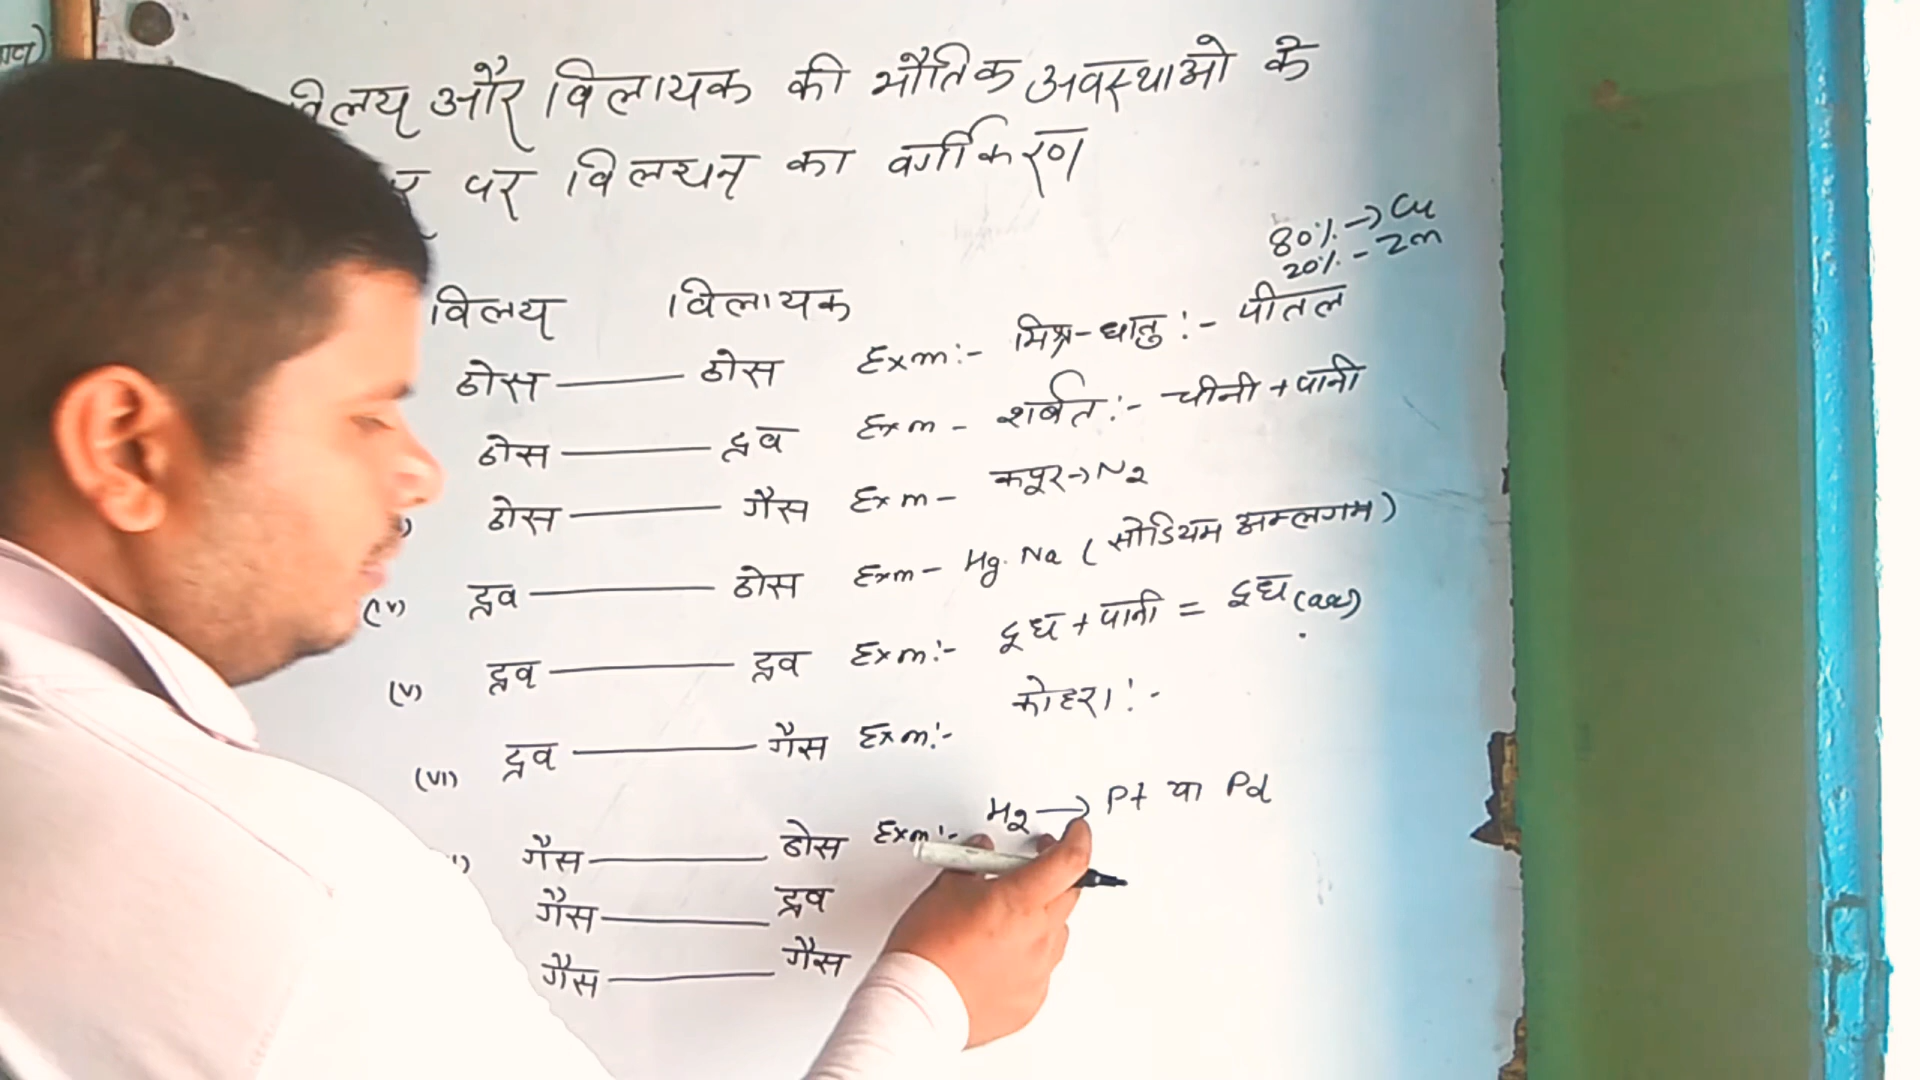 विलय और विलायक की भौतिक अवस्थाओ के
पर विलयन का वर्गीकरण
80% → Cu
20% - Zn
विलय विलायक
ठोस —— ठोस Exm:- मिश्र-धातु:- पीतल
ठोस —— द्रव Exm - शर्बत:- चीनी + पानी
ठोस —— गैस Exm - कपूर → N2
(iv) द्रव —— ठोस Exm - Hg. Na (सोडियम अम्लगम)
(v) द्रव —— द्रव Exm:- दूध + पानी = दूध (aq)
(vi) द्रव —— गैस Exm:- कोहरा:-
गैस —— ठोस Exm:- H2 → Pt या Pd
गैस —— द्रव
गैस —— गैस